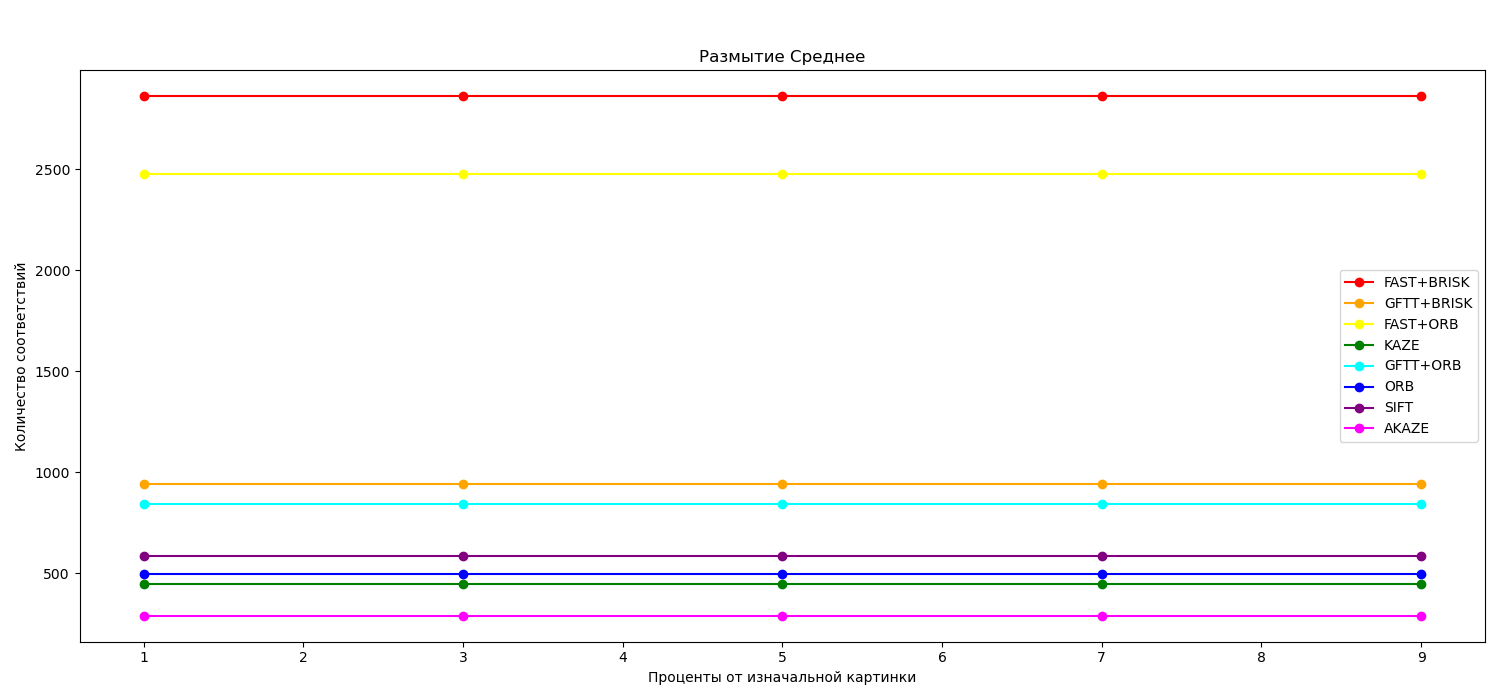 Размытие Среднее
Количество соответствий
2500
2000
1500
1000
500
FAST+BRISK
GFTT+BRISK
FAST+ORB
KAZE
GFTT+ORB
ORB
SIFT
AKAZE
1 2 3 4 5 6 7 8 9
Проценты от изначальной картинки